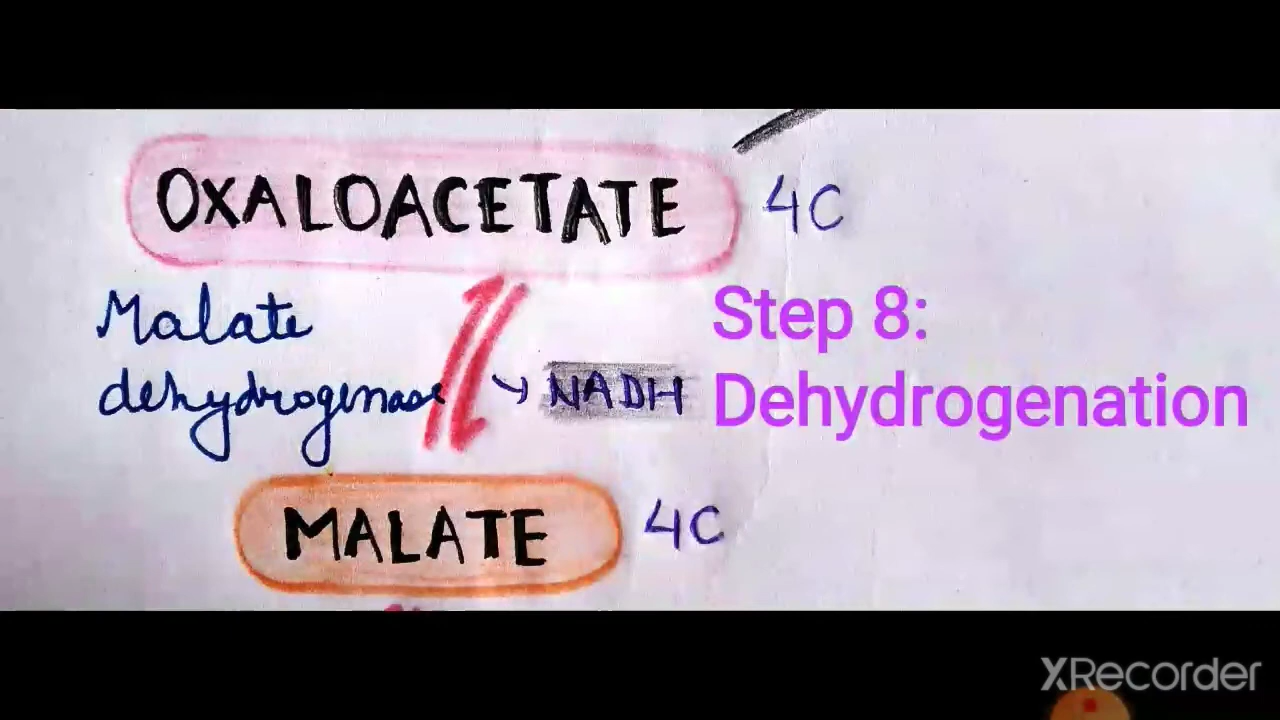 OXALOACETATE 4C
Malate
dehydrogenase
NADH
Step 8:
Dehydrogenation
MALATE 4C
XRecorder